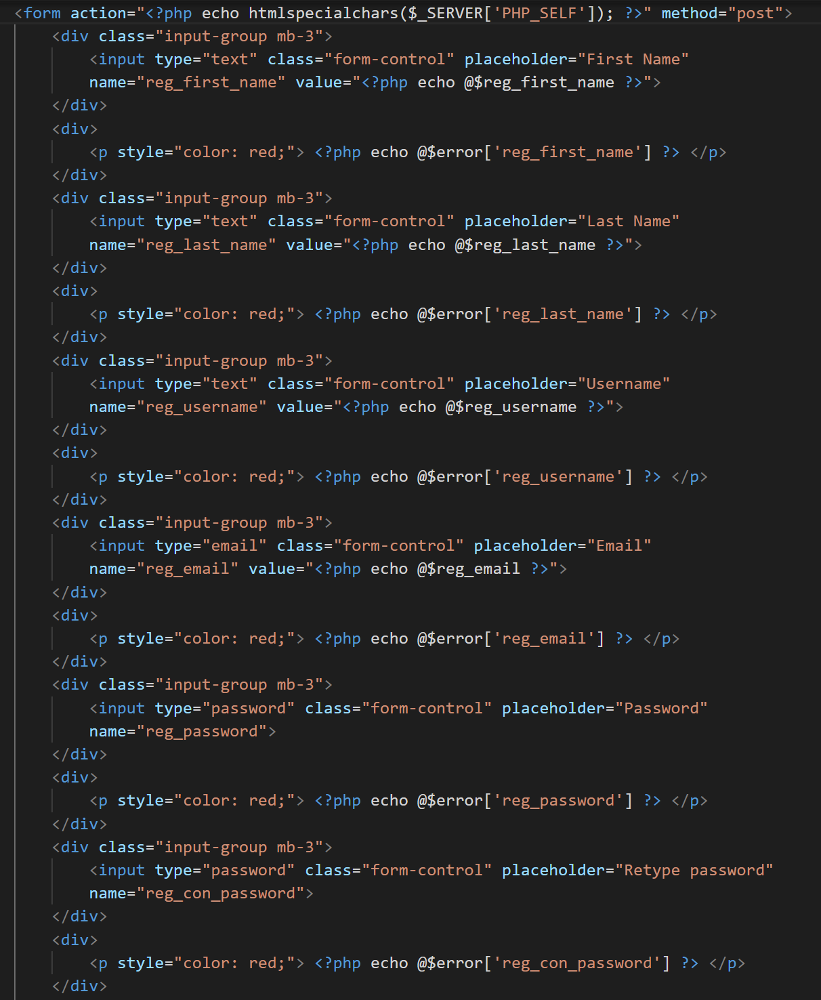 <form action="<?php echo htmlspecialchars($_SERVER['PHP_SELF']); ?>" method="post">
    <div class="input-group mb-3">
        <input type="text" class="form-control" placeholder="First Name"
        name="reg_first_name" value="<?php echo @$reg_first_name ?>">
    </div>
    <div>
        <p style="color: red;"> <?php echo @$error['reg_first_name'] ?> </p>
    </div>
    <div class="input-group mb-3">
        <input type="text" class="form-control" placeholder="Last Name"
        name="reg_last_name" value="<?php echo @$reg_last_name ?>">
    </div>
    <div>
        <p style="color: red;"> <?php echo @$error['reg_last_name'] ?> </p>
    </div>
    <div class="input-group mb-3">
        <input type="text" class="form-control" placeholder="Username"
        name="reg_username" value="<?php echo @$reg_username ?>">
    </div>
    <div>
        <p style="color: red;"> <?php echo @$error['reg_username'] ?> </p>
    </div>
    <div class="input-group mb-3">
        <input type="email" class="form-control" placeholder="Email"
        name="reg_email" value="<?php echo @$reg_email ?>">
    </div>
    <div>
        <p style="color: red;"> <?php echo @$error['reg_email'] ?> </p>
    </div>
    <div class="input-group mb-3">
        <input type="password" class="form-control" placeholder="Password"
        name="reg_password">
    </div>
    <div>
        <p style="color: red;"> <?php echo @$error['reg_password'] ?> </p>
    </div>
    <div class="input-group mb-3">
        <input type="password" class="form-control" placeholder="Retype password"
        name="reg_con_password">
    </div>
    <div>
        <p style="color: red;"> <?php echo @$error['reg_con_password'] ?> </p>
    </div>